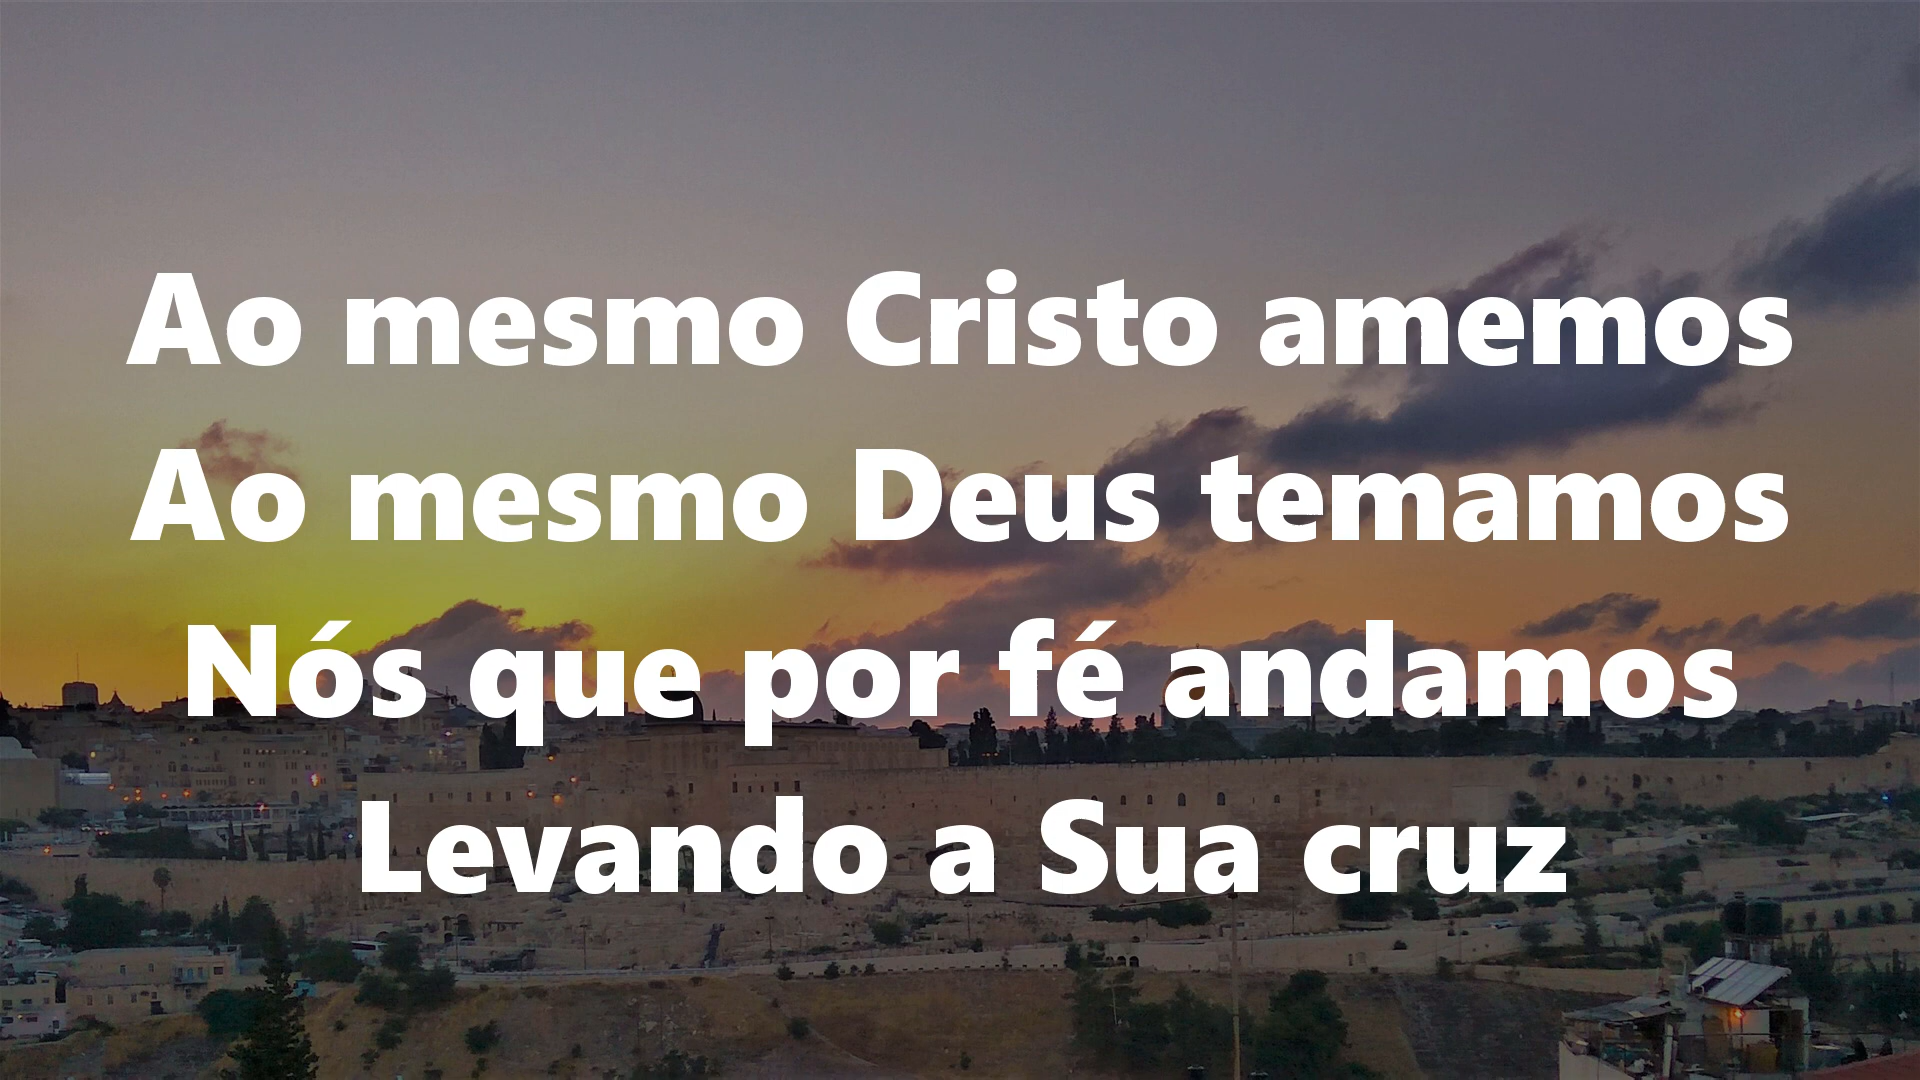 Ao mesmo Cristo amemos
Ao mesmo Deus temamos
Nós que por fé andamos
Levando a Sua cruz